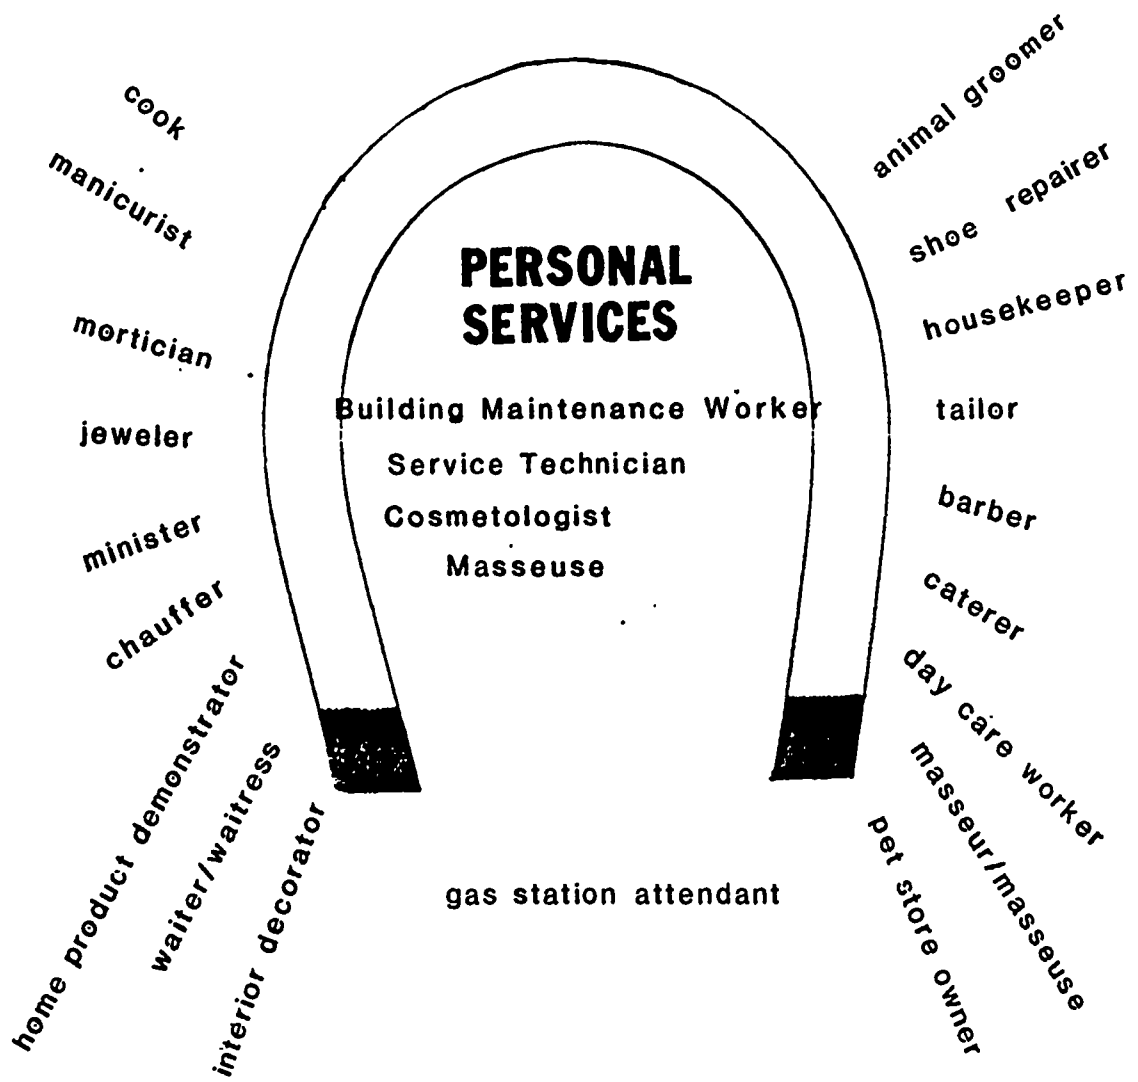 cook
manicurist
mortician
jeweler
minister
chauffer
home product demonstrator
waiter/waitress
interior decorator
PERSONAL
SERVICES
Building Maintenance Worker
Service Technician
Cosmetologist
Masseuse
gas station attendant
animal groomer
shoe repairer
housekeeper
tailor
barber
caterer
day care worker
masseur/masseuse
pet store owner